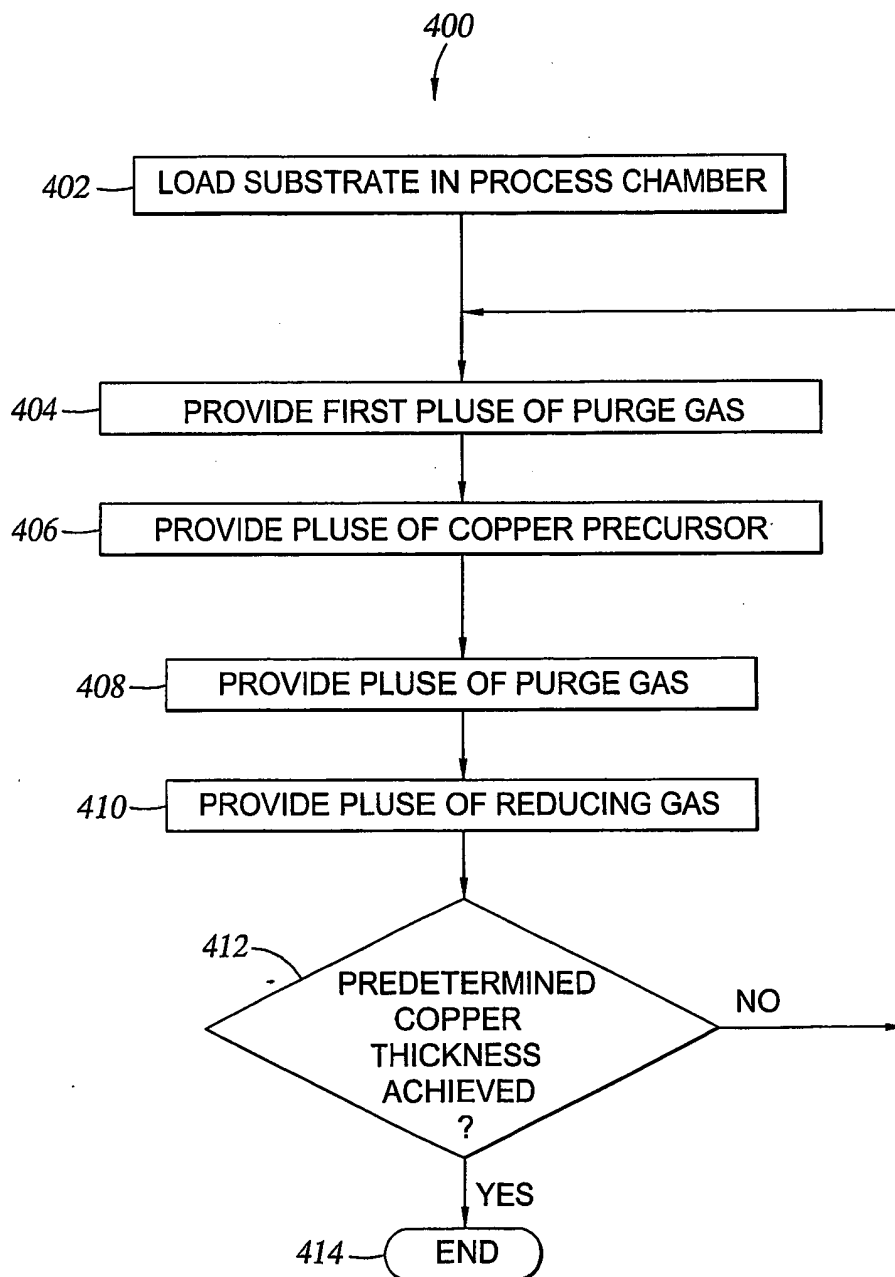 400
402 LOAD SUBSTRATE IN PROCESS CHAMBER
404 PROVIDE FIRST PLUSE OF PURGE GAS
406 PROVIDE PLUSE OF COPPER PRECURSOR
408 PROVIDE PLUSE OF PURGE GAS
410 PROVIDE PLUSE OF REDUCING GAS
412
PREDETERMINED
COPPER
THICKNESS
ACHIEVED
?
NO
YES
414 END